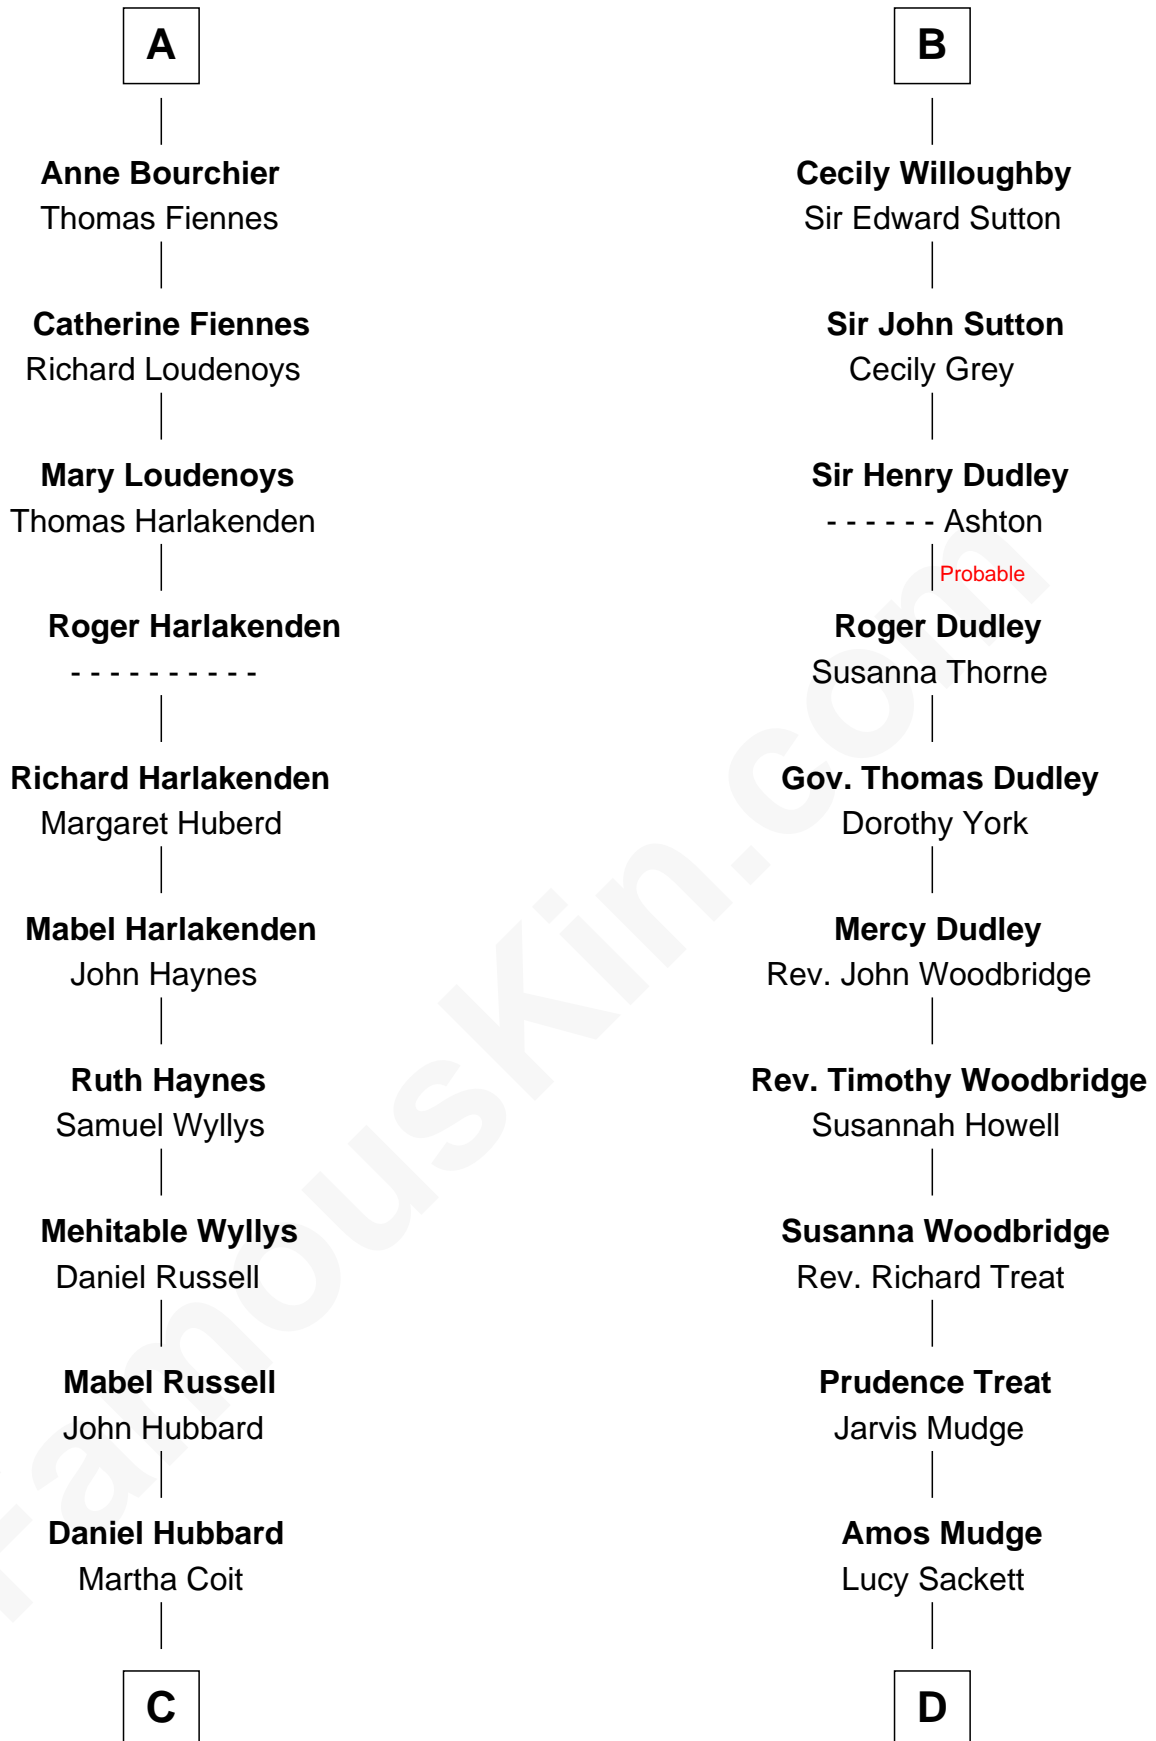 A
Anne Bourchier
Thomas Fiennes
Catherine Fiennes
Richard Loudenoys
Mary Loudenoys
Thomas Harlakenden
Roger Harlakenden
- - - - - - - - - -
Richard Harlakenden
Margaret Huberd
Mabel Harlakenden
John Haynes
Ruth Haynes
Samuel Wyllys
Mehitable Wyllys
Daniel Russell
Mabel Russell
John Hubbard
Daniel Hubbard
Martha Coit
C
B
Cecily Willoughby
Sir Edward Sutton
Sir John Sutton
Cecily Grey
Sir Henry Dudley
- - - - - - Ashton
Probable
Roger Dudley
Susanna Thorne
Gov. Thomas Dudley
Dorothy York
Mercy Dudley
Rev. John Woodbridge
Rev. Timothy Woodbridge
Susannah Howell
Susanna Woodbridge
Rev. Richard Treat
Prudence Treat
Jarvis Mudge
Amos Mudge
Lucy Sackett
D
FamousKin.com